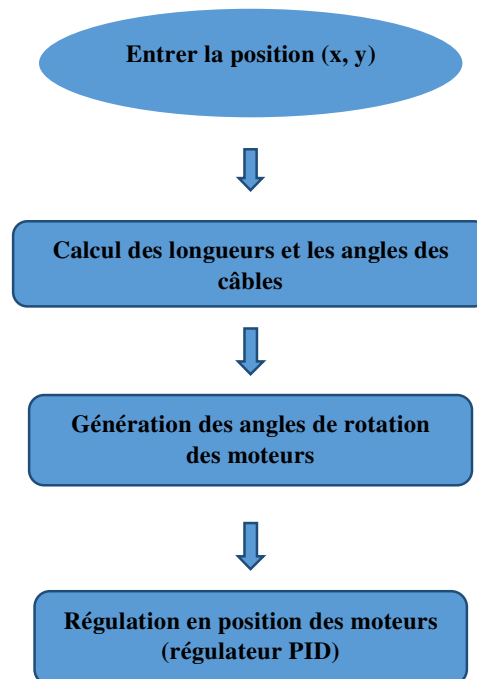 Entrer la position (x, y)
Calcul des longueurs et les angles des
câbles
Génération des angles de rotation
des moteurs
Régulation en position des moteurs
(régulateur PID)